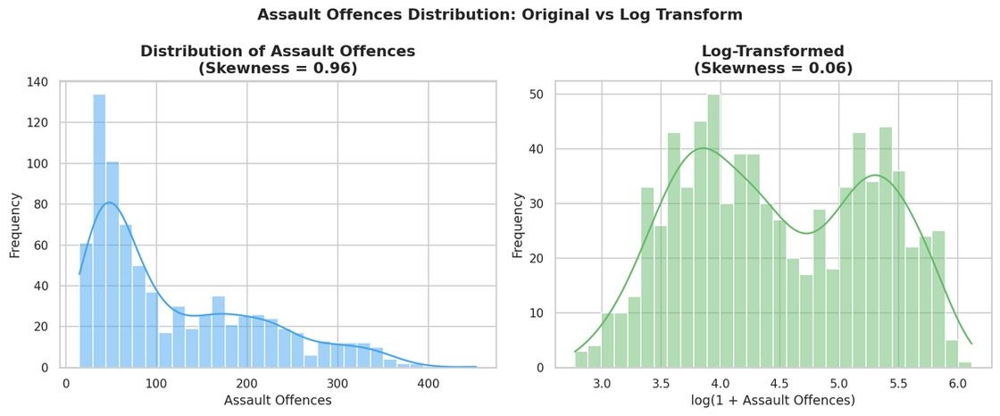 Assault Offences Distribution: Original vs Log Transform
Distribution of Assault Offences
(Skewness = 0.96)
140
120
100
80
60
40
20
0
Frequency
0 100 200 300 400
Assault Offences
Log-Transformed
(Skewness = 0.06)
50
40
30
20
10
0
Frequency
3.0 3.5 4.0 4.5 5.0 5.5 6.0
log(1 + Assault Offences)